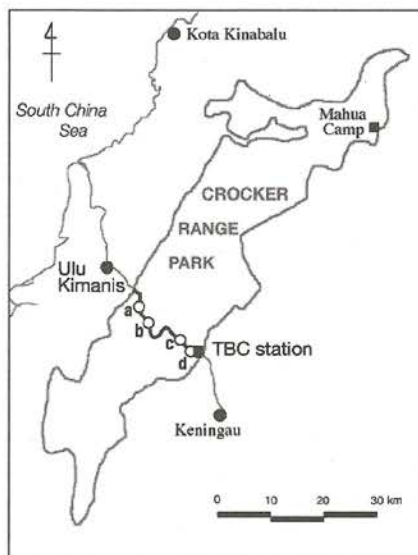 4
Kota Kinabalu
South China
Sea
Mahua
Camp
CROCKER
RANGE
PARK
Ulu
Kimanis
a
b
c
d
TBC station
Keningau
0 10 20 30 km